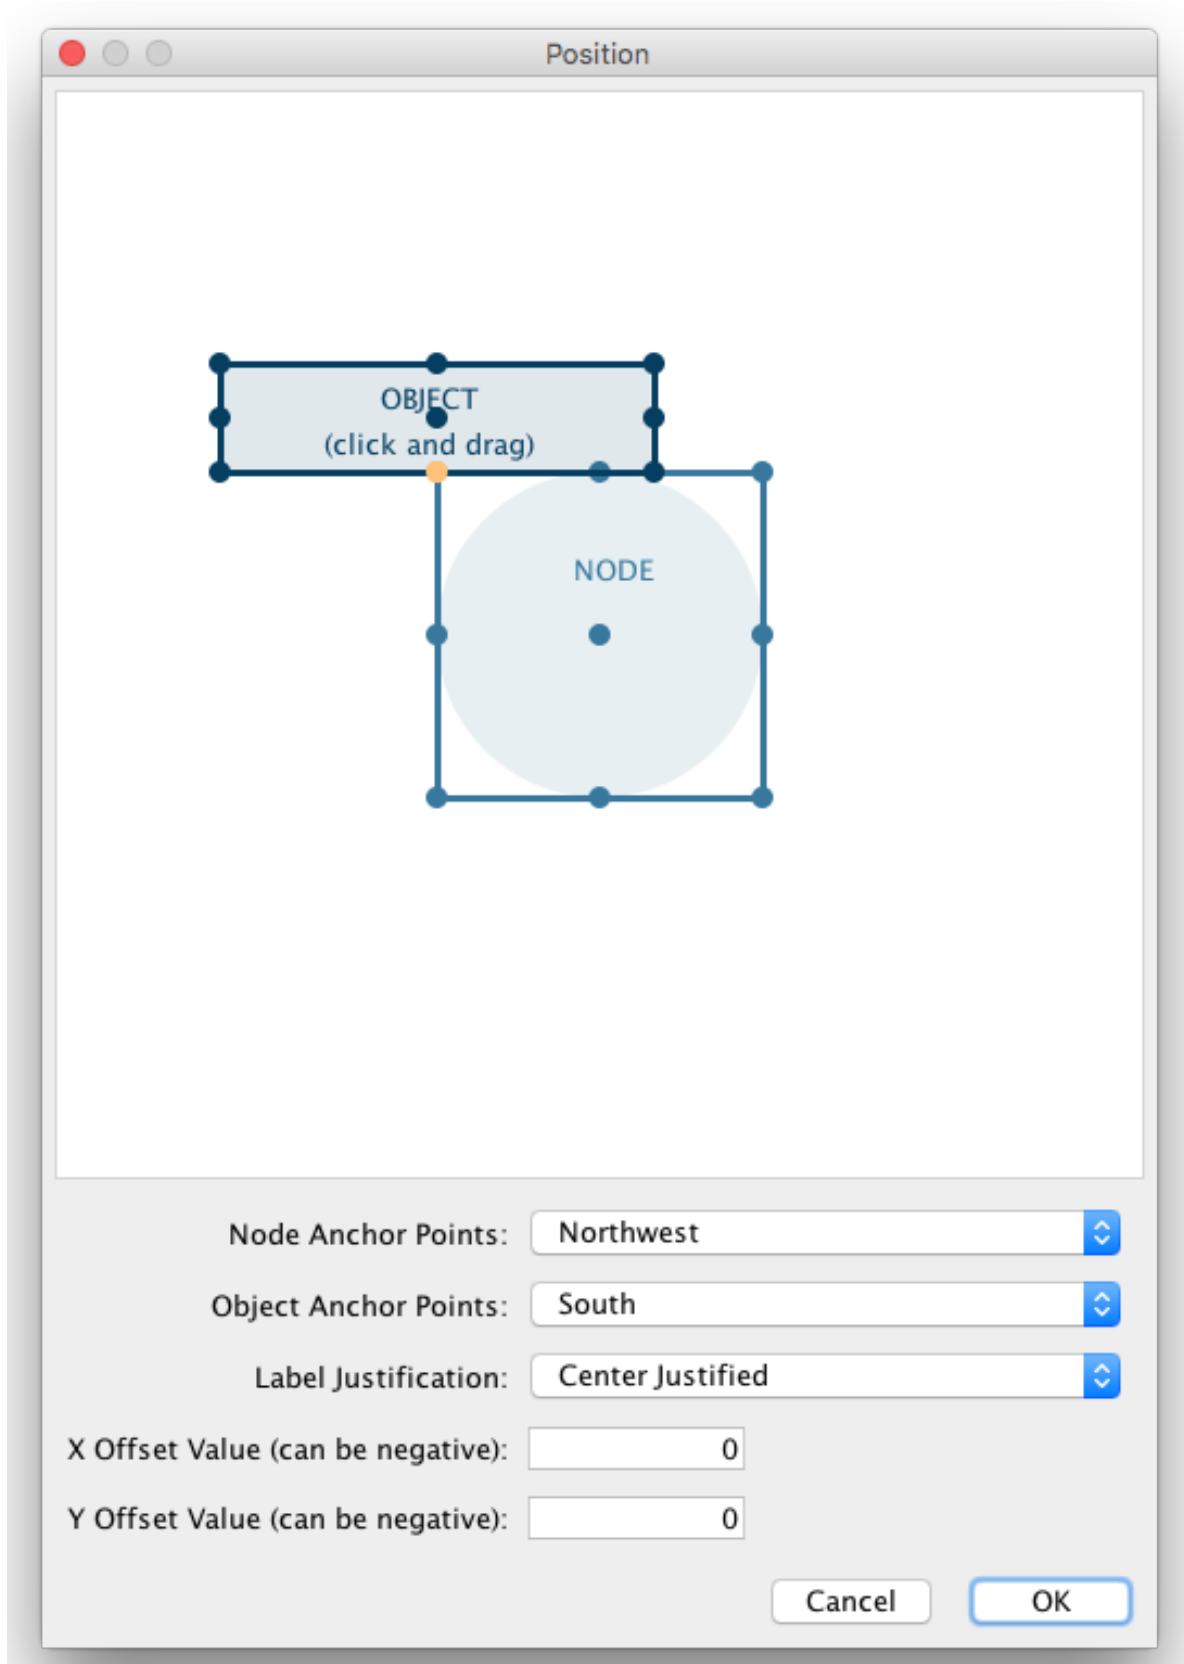 Position
OBJECT
(click and drag)
NODE
Node Anchor Points: Northwest
Object Anchor Points: South
Label Justification: Center Justified
X Offset Value (can be negative): 0
Y Offset Value (can be negative): 0
Cancel OK